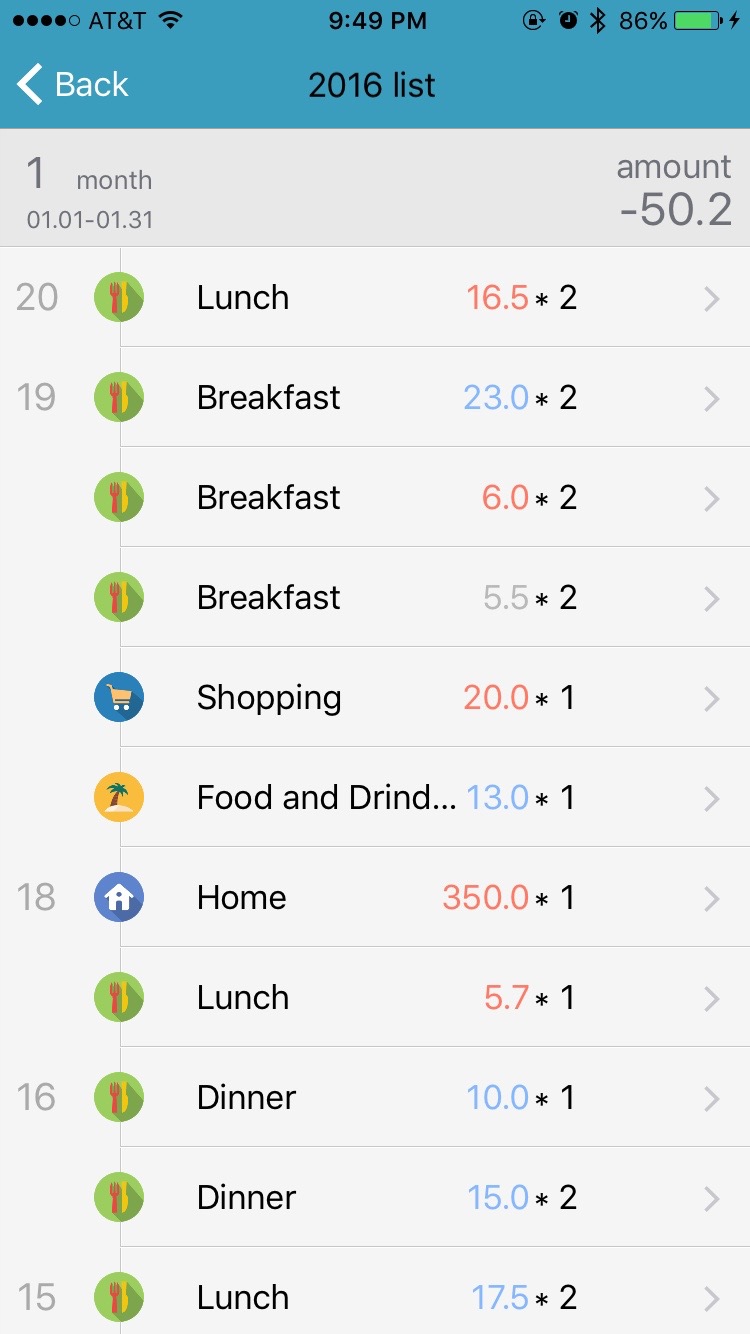 AT&T 9:49 PM 86%
Back 2016 list
1 month amount
01.01-01.31 -50.2
20 Lunch 16.5 * 2
19 Breakfast 23.0 * 2
Breakfast 6.0 * 2
Breakfast 5.5 * 2
Shopping 20.0 * 1
Food and Drind... 13.0 * 1
18 Home 350.0 * 1
Lunch 5.7 * 1
16 Dinner 10.0 * 1
Dinner 15.0 * 2
15 Lunch 17.5 * 2